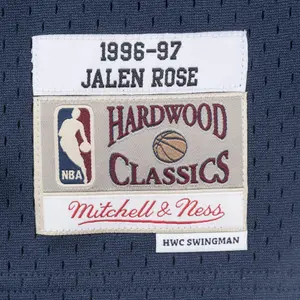 1996-97
JALEN ROSE
HARDWOOD
CLASSICS
NBA
Mitchell & Ness
HWC SWINGMAN